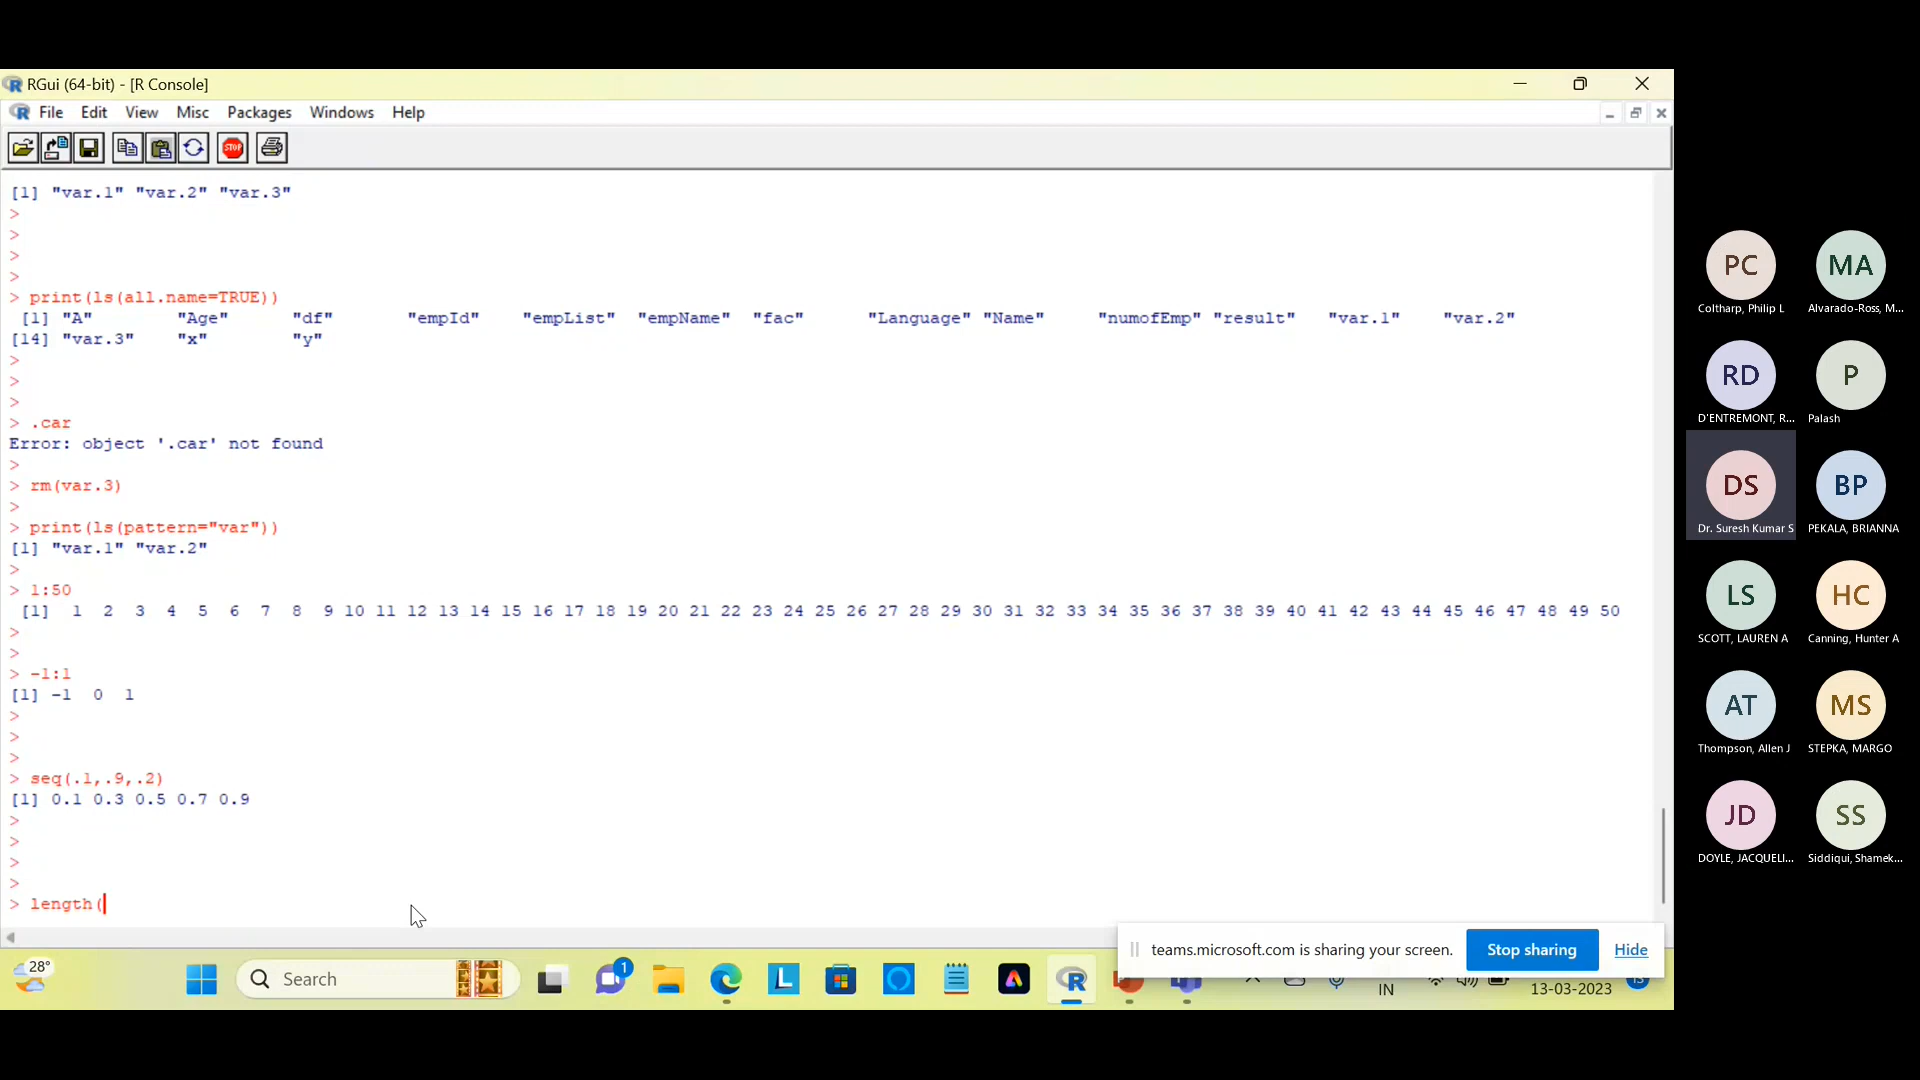 RGui (64-bit) - [R Console]
File Edit View Misc Packages Windows Help
STOP
[1] "var.1" "var.2" "var.3"
>
>
>
>
> print(ls(all.name=TRUE))
[1] "A" "Age" "df" "empId" "empList" "empName" "fac" "Language" "Name" "numofEmp" "result" "var.1" "var.2"
[14] "var.3" "x" "y"
>
>
>
> .car
Error: object '.car' not found
>
> rm(var.3)
>
> print(ls(pattern="var"))
[1] "var.1" "var.2"
>
> 1:50
[1] 1 2 3 4 5 6 7 8 9 10 11 12 13 14 15 16 17 18 19 20 21 22 23 24 25 26 27 28 29 30 31 32 33 34 35 36 37 38 39 40 41 42 43 44 45 46 47 48 49 50
>
>
> -1:1
[1] -1 0 1
>
>
>
> seq(.1,.9,.2)
[1] 0.1 0.3 0.5 0.7 0.9
>
>
>
>
> length(
teams.microsoft.com is sharing your screen. Stop sharing Hide
28°
Search
1
L
IN
13-03-2023
PC MA
Coltharp, Philip L Alvarado-Ross, M...
RD P
D'ENTREMONT, R... Palash
DS BP
Dr. Suresh Kumar S PEKALA, BRIANNA
LS HC
SCOTT, LAUREN A Canning, Hunter A
AT MS
Thompson, Allen J STEPKA, MARGO
JD SS
DOYLE, JACQUELI... Siddiqui, Shamek...